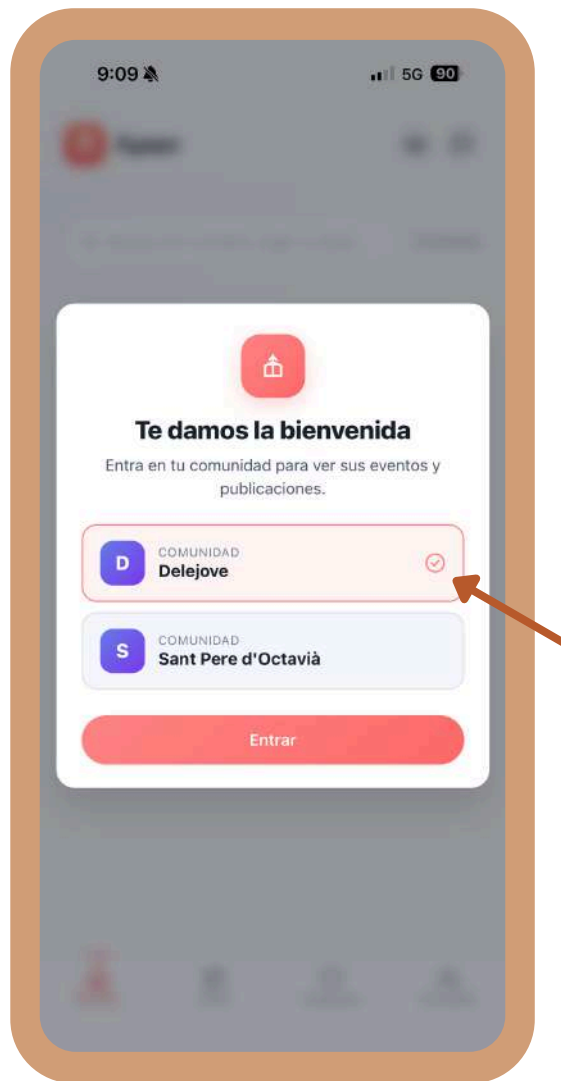 9:09
5G 90
Te damos la bienvenida
Entra en tu comunidad para ver sus eventos y
publicaciones.
D
COMUNIDAD
Delejove
S
COMUNIDAD
Sant Pere d'Octavià
Entrar